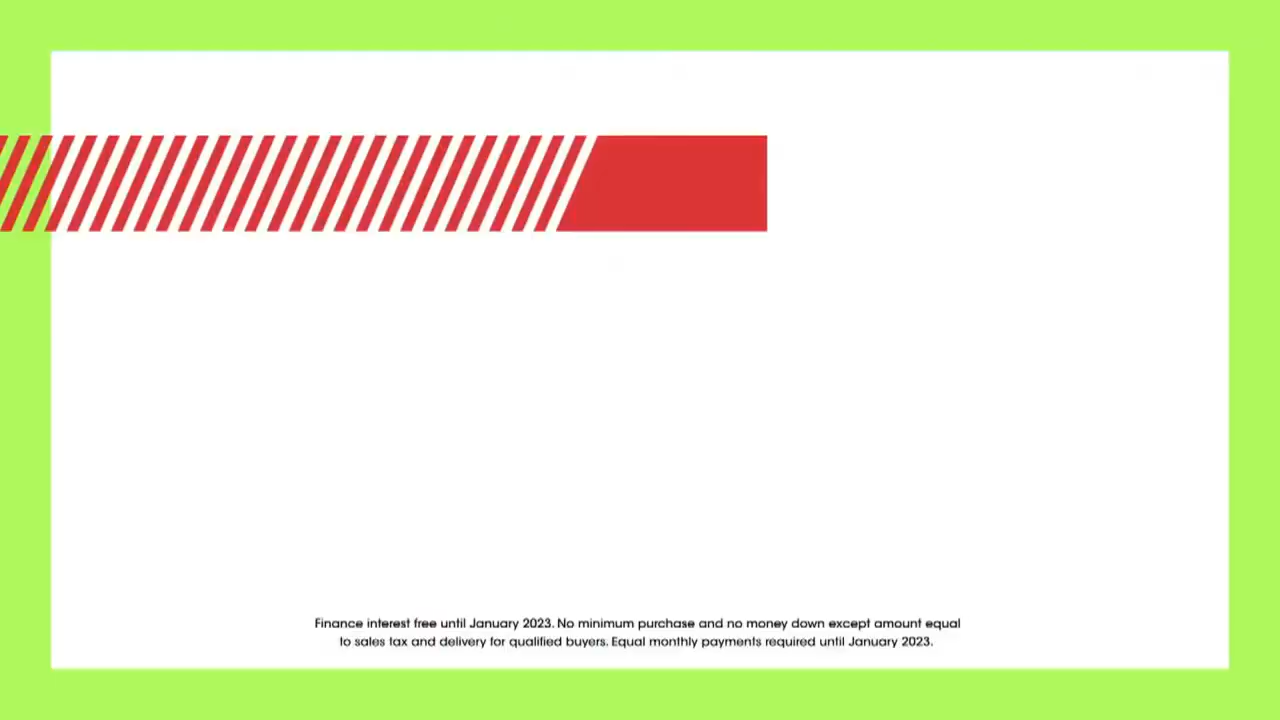 Finance interest free until January 2023. No minimum purchase and no money down except amount equal
to sales tax and delivery for qualified buyers. Equal monthly payments required until January 2023.